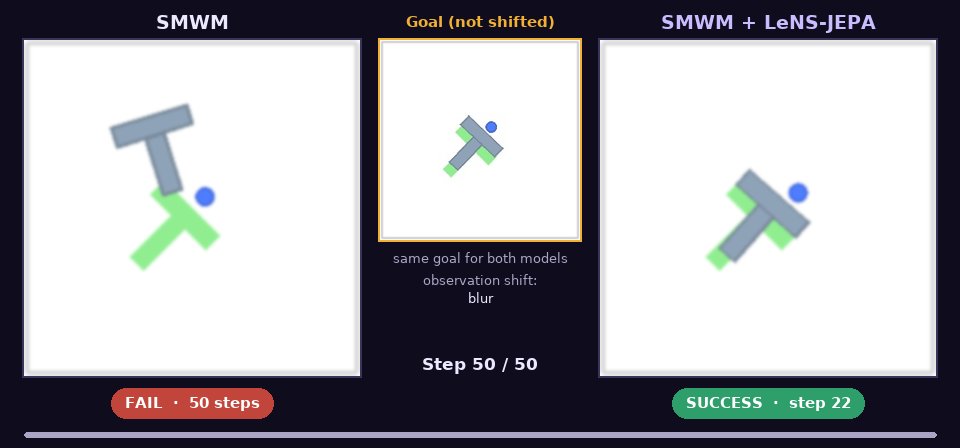 SMWM
Goal (not shifted)
SMWM + LeNS-JEPA
same goal for both models
observation shift:
blur
Step 50 / 50
FAIL · 50 steps
SUCCESS · step 22